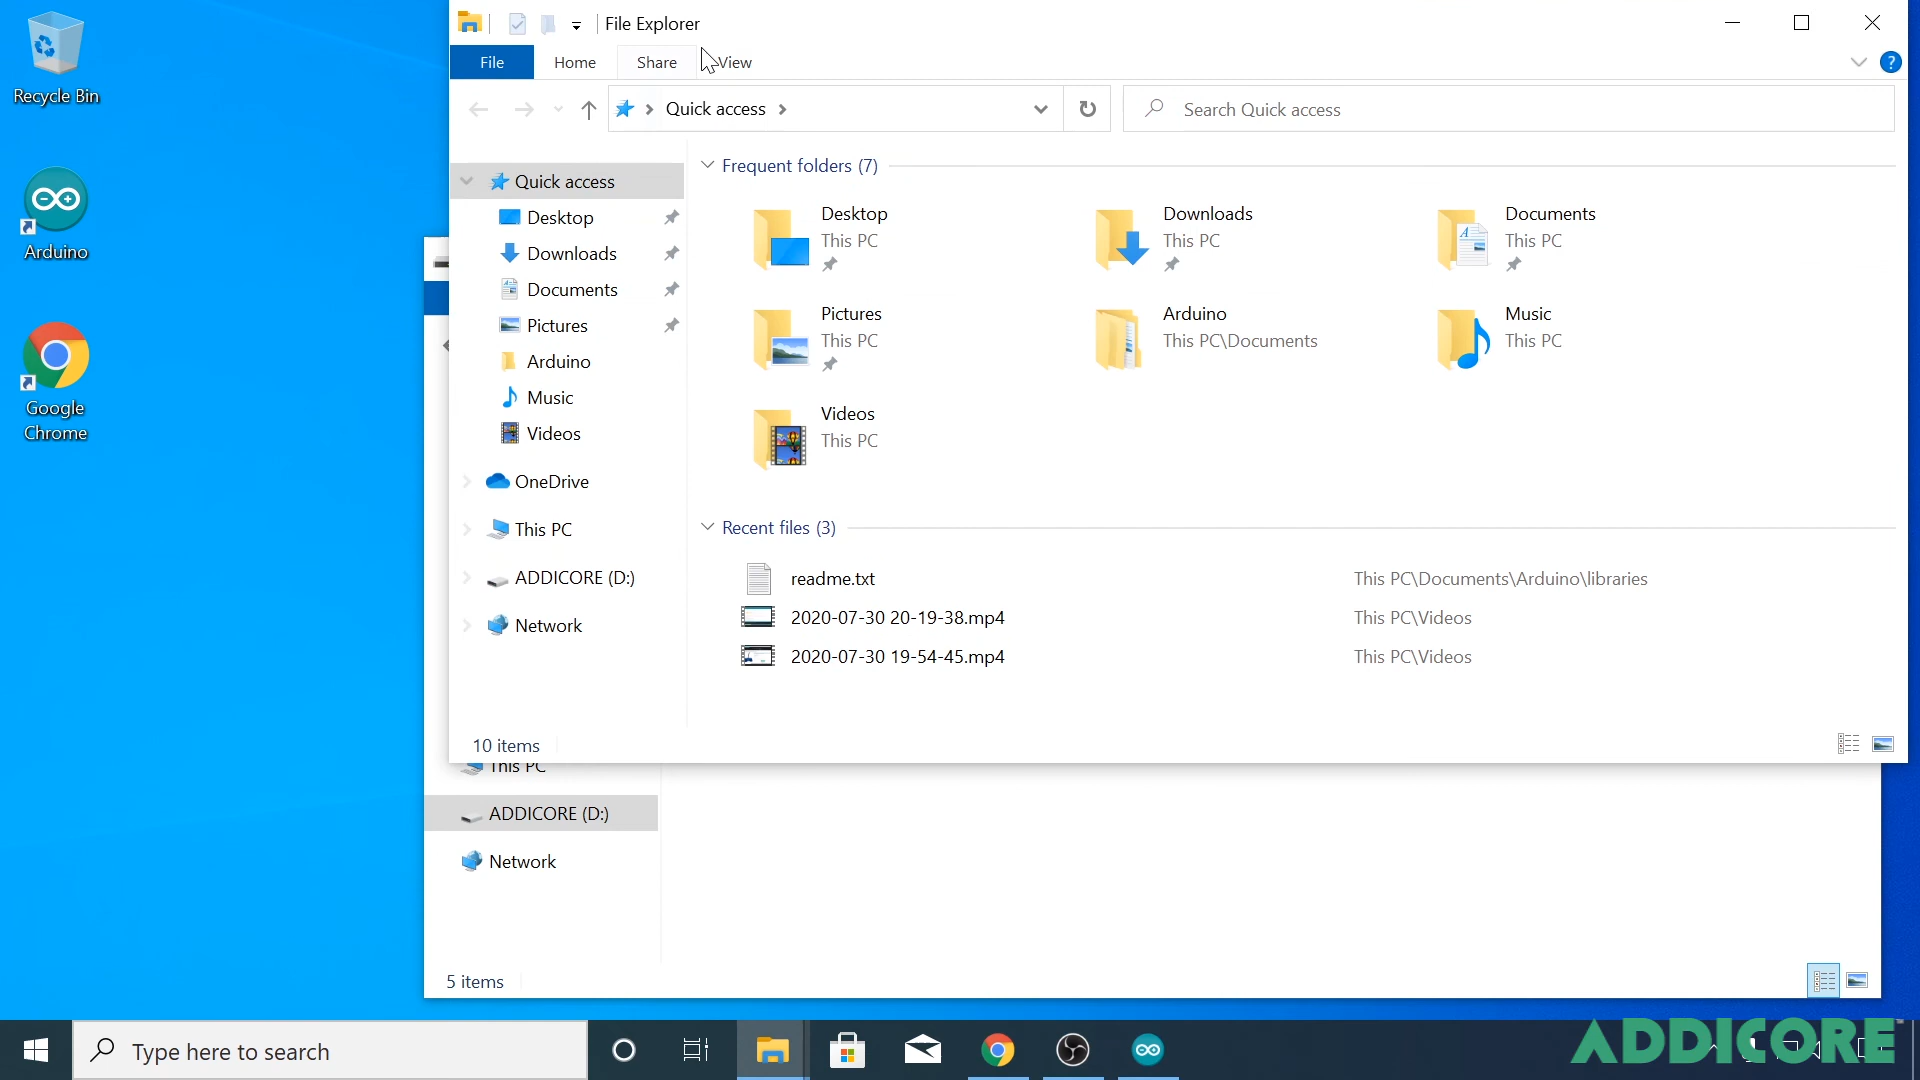 Recycle Bin
Arduino
Google
Chrome
File Explorer
File
Home
Share
View
Quick access
Search Quick access
Quick access
Desktop
Downloads
Documents
Pictures
Arduino
Music
Videos
OneDrive
This PC
ADDICORE (D:)
Network
Frequent folders (7)
Desktop
This PC
Downloads
This PC
Documents
This PC
Pictures
This PC
Arduino
This PC\Documents
Music
This PC
Videos
This PC
Recent files (3)
readme.txt
This PC\Documents\Arduino\libraries
2020-07-30 20-19-38.mp4
This PC\Videos
2020-07-30 19-54-45.mp4
This PC\Videos
10 items
This PC
ADDICORE (D:)
Network
5 items
Type here to search
ADDICORE